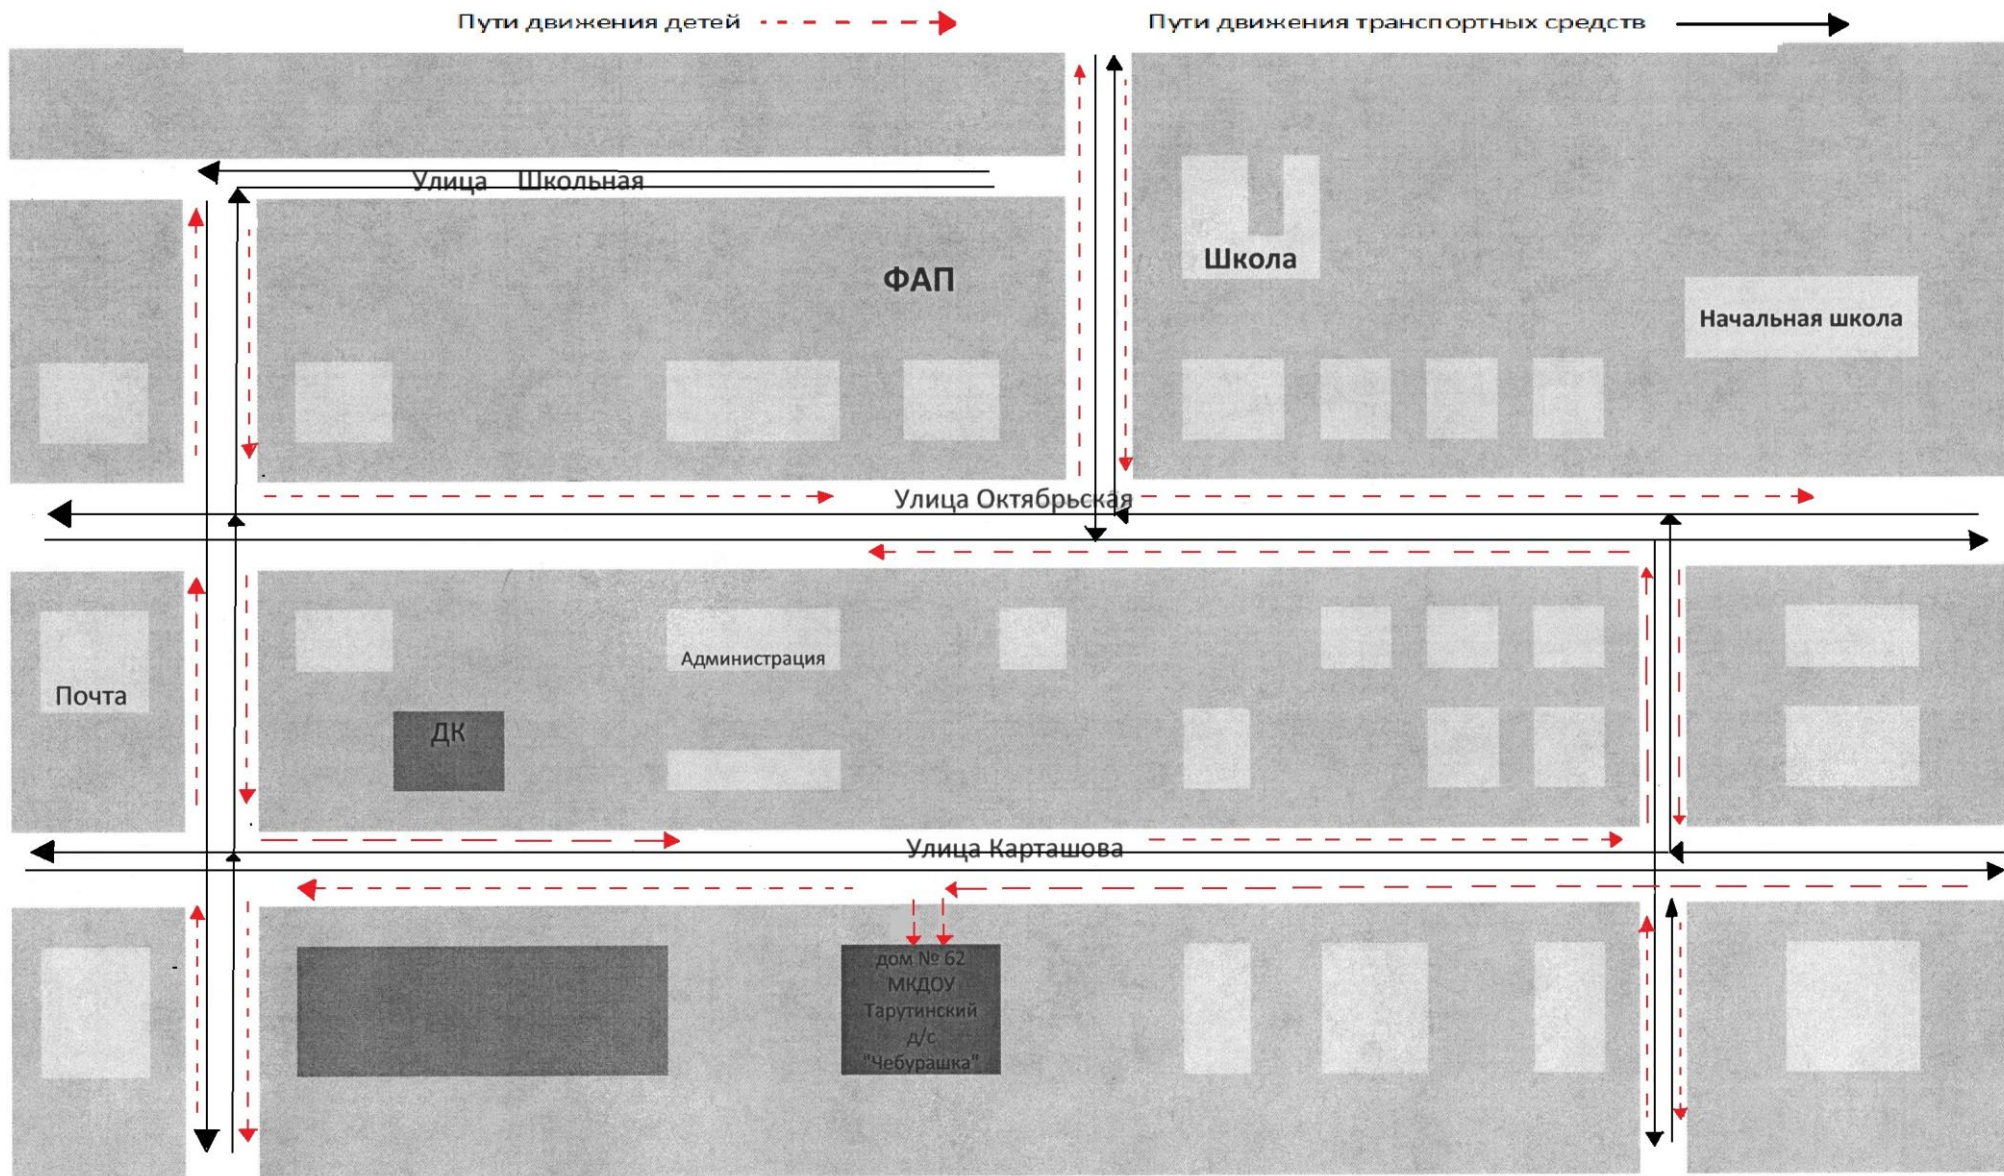 Пути движения детей
Пути движения транспортных средств
Улица Школьная
ФАП
Школа
Начальная школа
Улица Октябрьская
Администрация
Почта
ДК
Улица Карташова
дом № 62
МКДОУ
Тарутинский
д/с
"Чебурашка"